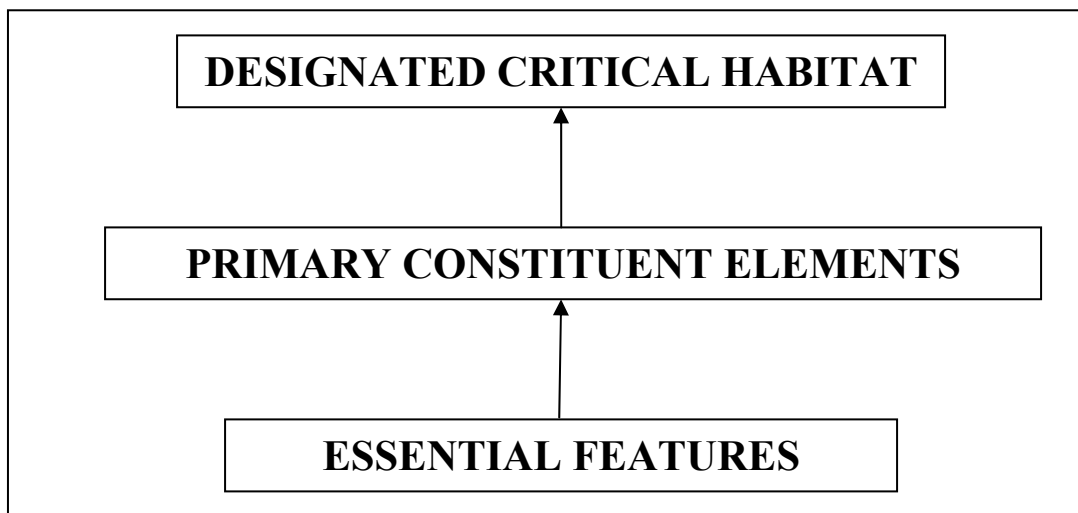 DESIGNATED CRITICAL HABITAT
PRIMARY CONSTITUENT ELEMENTS
ESSENTIAL FEATURES